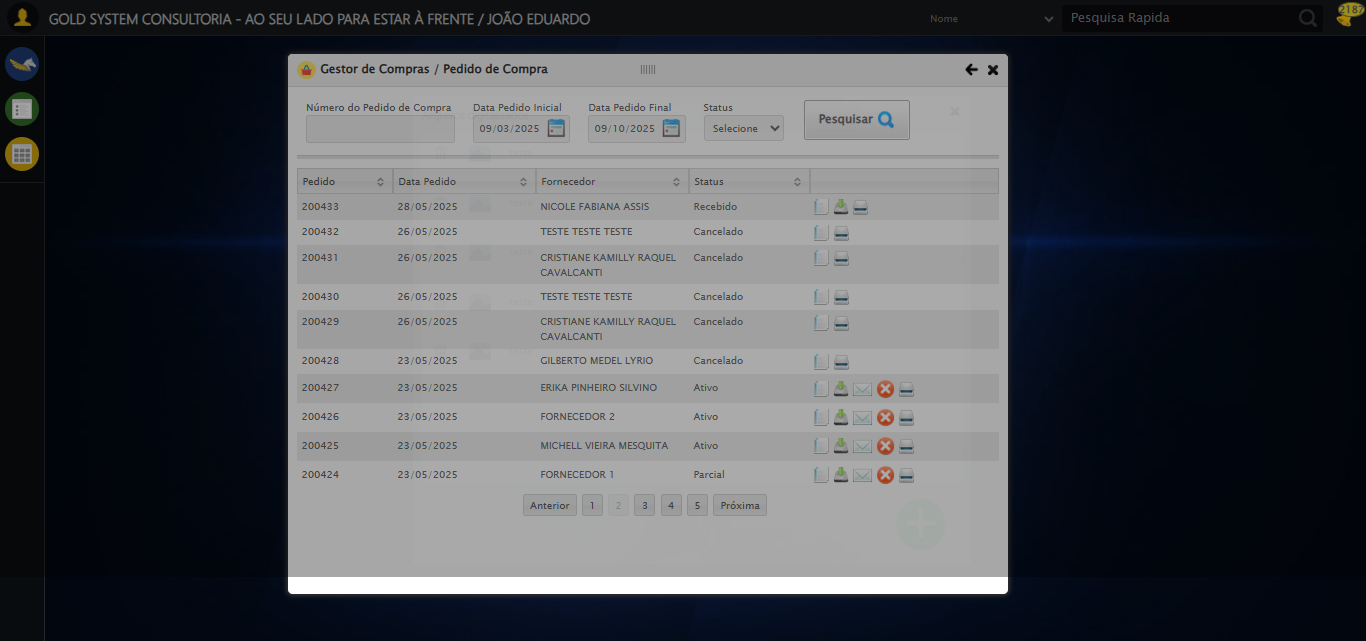 GOLD SYSTEM CONSULTORIA - AO SEU LADO PARA ESTAR À FRENTE / JOÃO EDUARDO
Nome
Pesquisa Rapida
2187
Gestor de Compras / Pedido de Compra
Número do Pedido de Compra
Data Pedido Inicial
Data Pedido Final
Status
09/03/2025
09/10/2025
Selecione
Pesquisar
Pedido Data Pedido Fornecedor Status
200433 28/05/2025 NICOLE FABIANA ASSIS Recebido
200432 26/05/2025 TESTE TESTE TESTE Cancelado
200431 26/05/2025 CRISTIANE KAMILLY RAQUEL Cancelado
CAVALCANTI
200430 26/05/2025 TESTE TESTE TESTE Cancelado
200429 26/05/2025 CRISTIANE KAMILLY RAQUEL Cancelado
CAVALCANTI
200428 23/05/2025 GILBERTO MEDEL LYRIO Cancelado
200427 23/05/2025 ERIKA PINHEIRO SILVINO Ativo
200426 23/05/2025 FORNECEDOR 2 Ativo
200425 23/05/2025 MICHELL VIEIRA MESQUITA Ativo
200424 23/05/2025 FORNECEDOR 1 Parcial
Anterior 1 2 3 4 5 Próxima